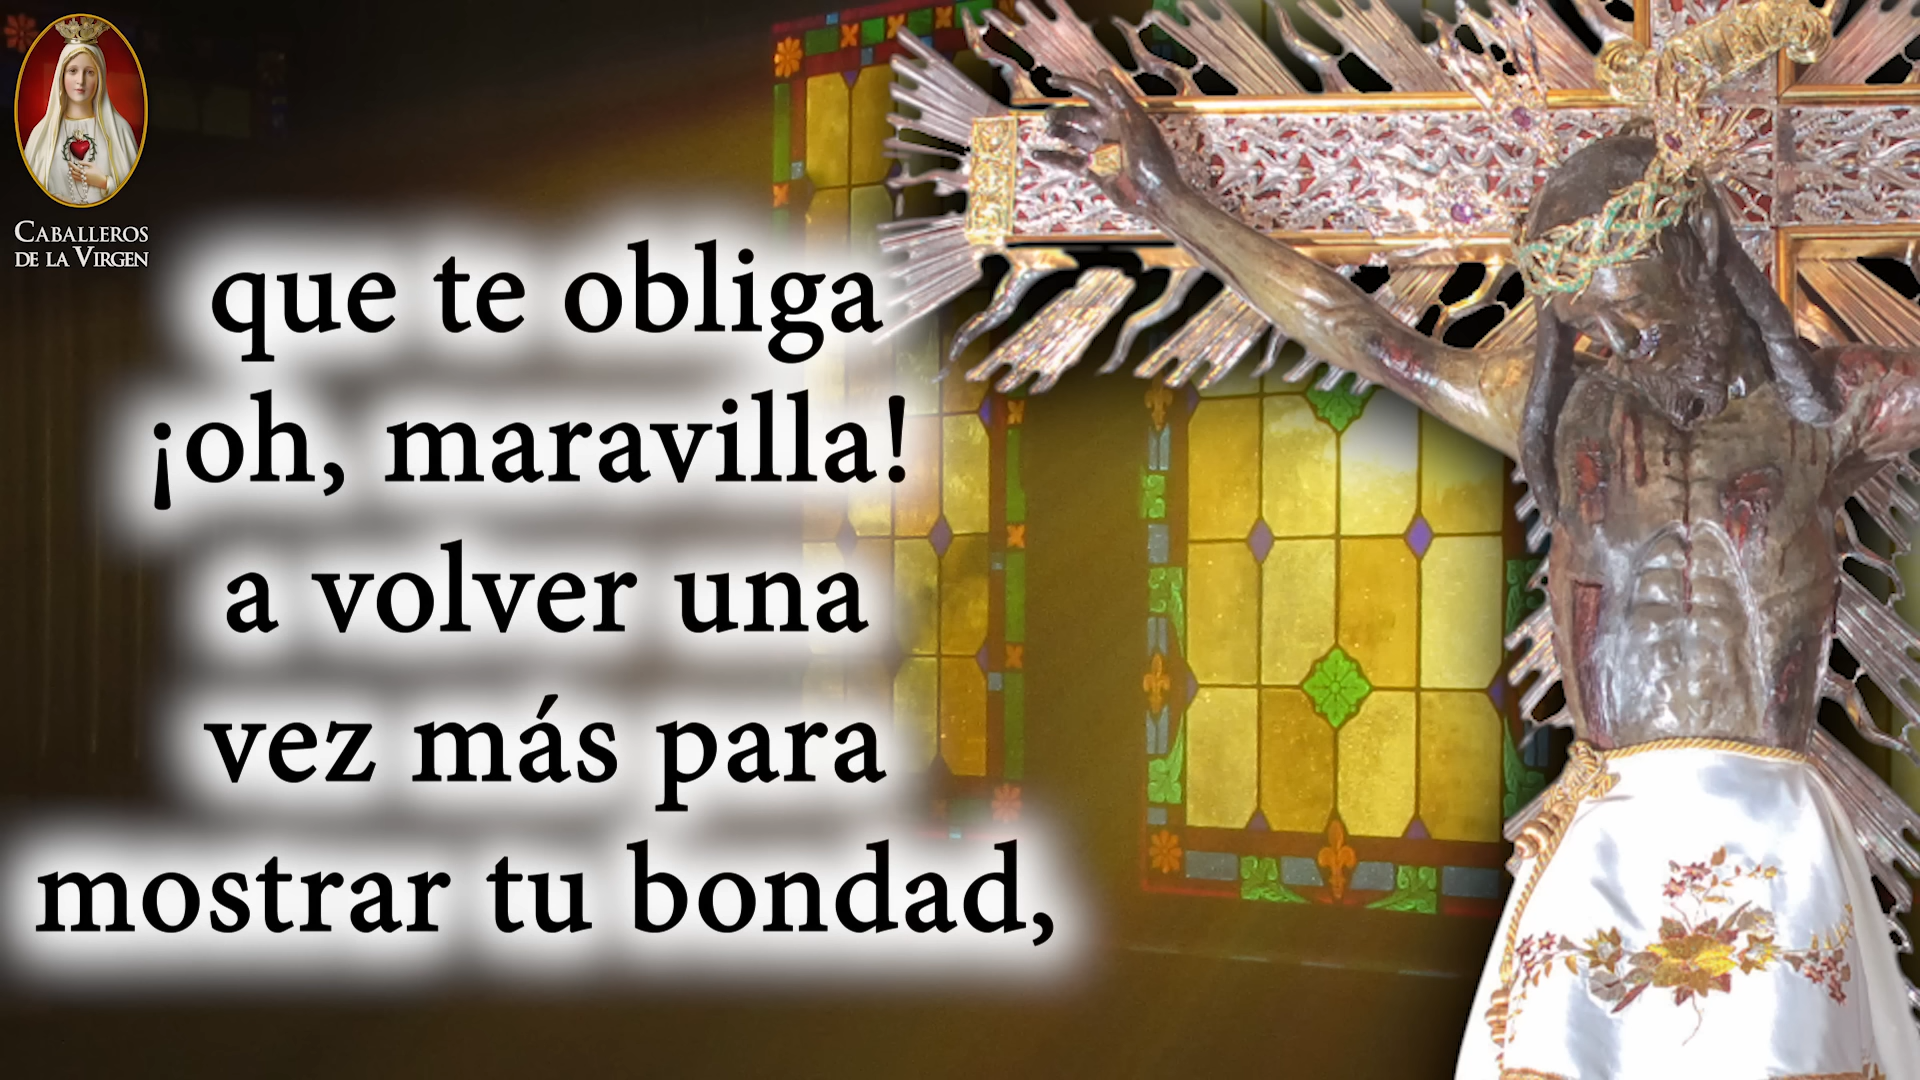 CABALLEROS
DE LA VIRGEN
que te obliga
¡oh, maravilla!
a volver una
vez más para
mostrar tu bondad,